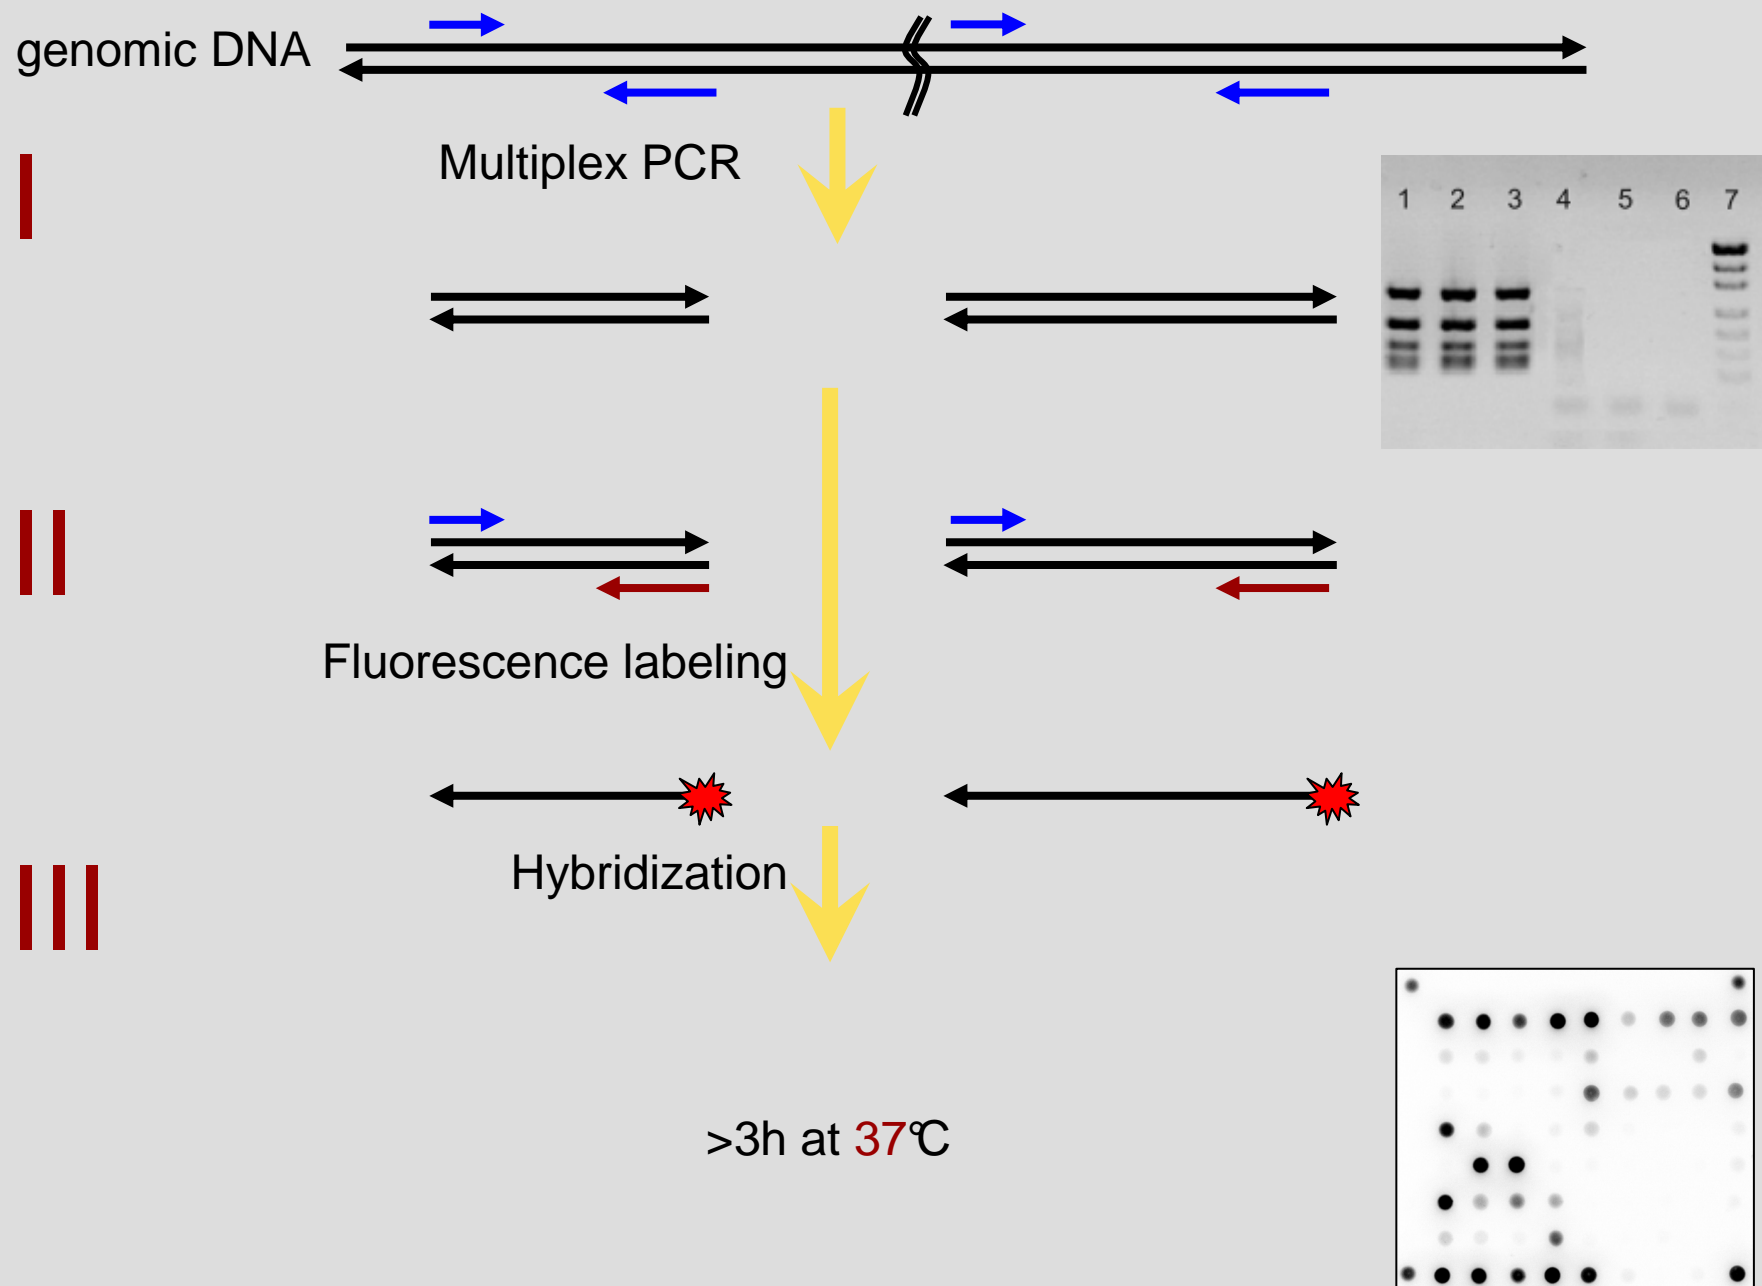 genomic DNA
I
Multiplex PCR
1 2 3 4 5 6 7
II
Fluorescence labeling
Hybridization
III
>3h at 37°C